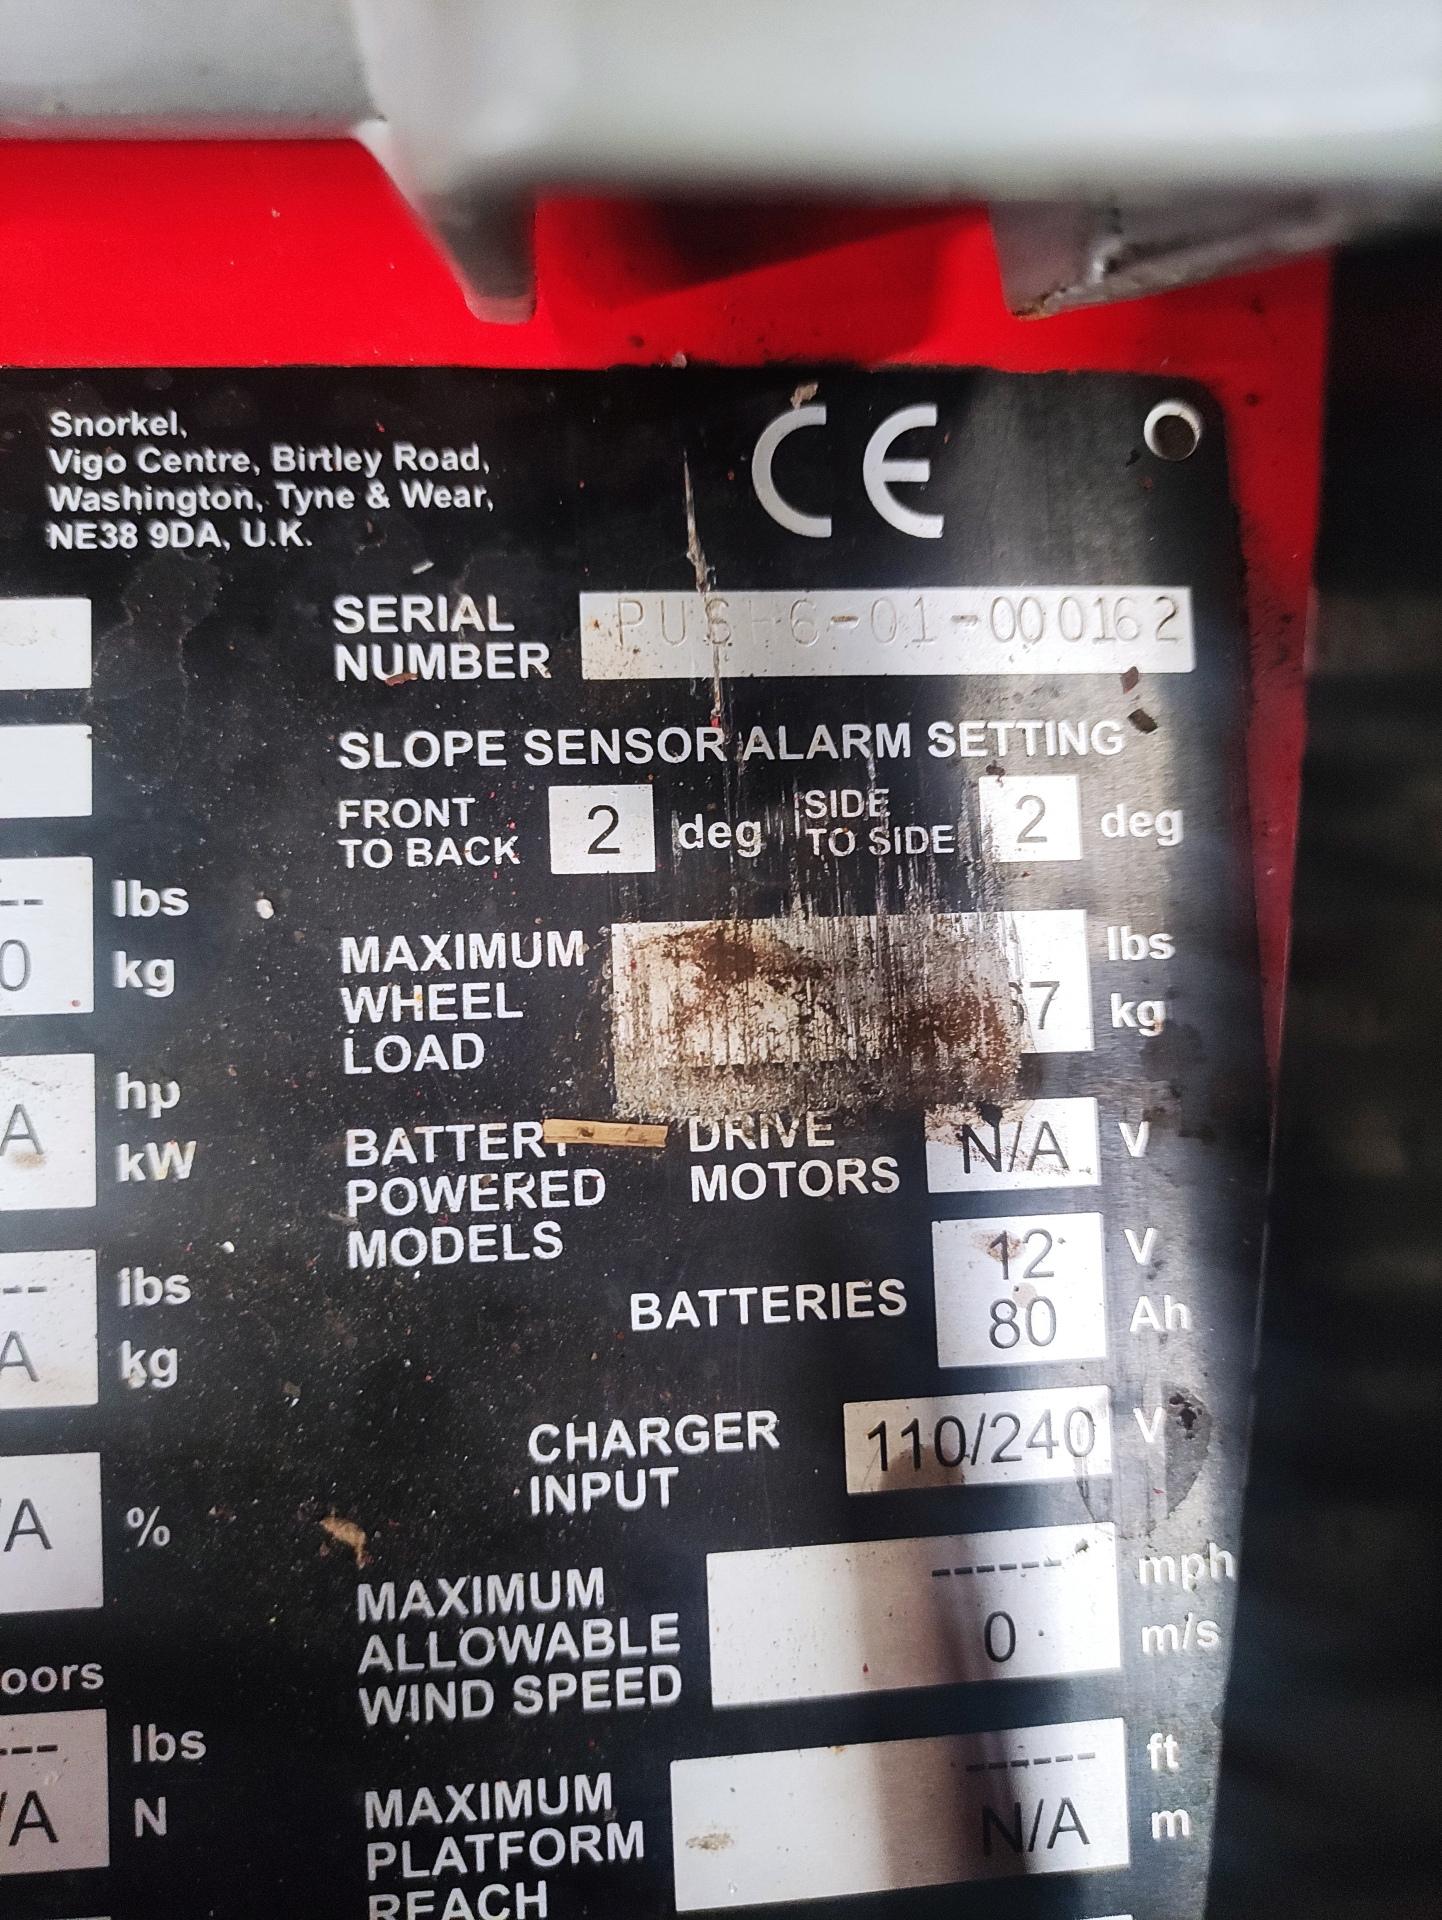 Snorkel,
Vigo Centre, Birtley Road,
Washington, Tyne & Wear,
NE38 9DA, U.K.
CE
SERIAL
NUMBER
PUSH6-01-000162
SLOPE SENSOR ALARM SETTING
FRONT
TO BACK
2
deg
SIDE
TO SIDE
2
deg
lbs
0
kg
MAXIMUM
WHEEL
LOAD
lbs
7
kg
hp
A
kW
BATTERY
POWERED
MODELS
DRIVE
MOTORS
N/A
V
--
lbs
A
kg
BATTERIES
12
V
80
Ah
CHARGER
INPUT
110/240
V
/A
%
MAXIMUM
ALLOWABLE
WIND SPEED
------
mph
0
m/s
oors
---
lbs
/A
N
MAXIMUM
PLATFORM
REACH
------
ft
N/A
m